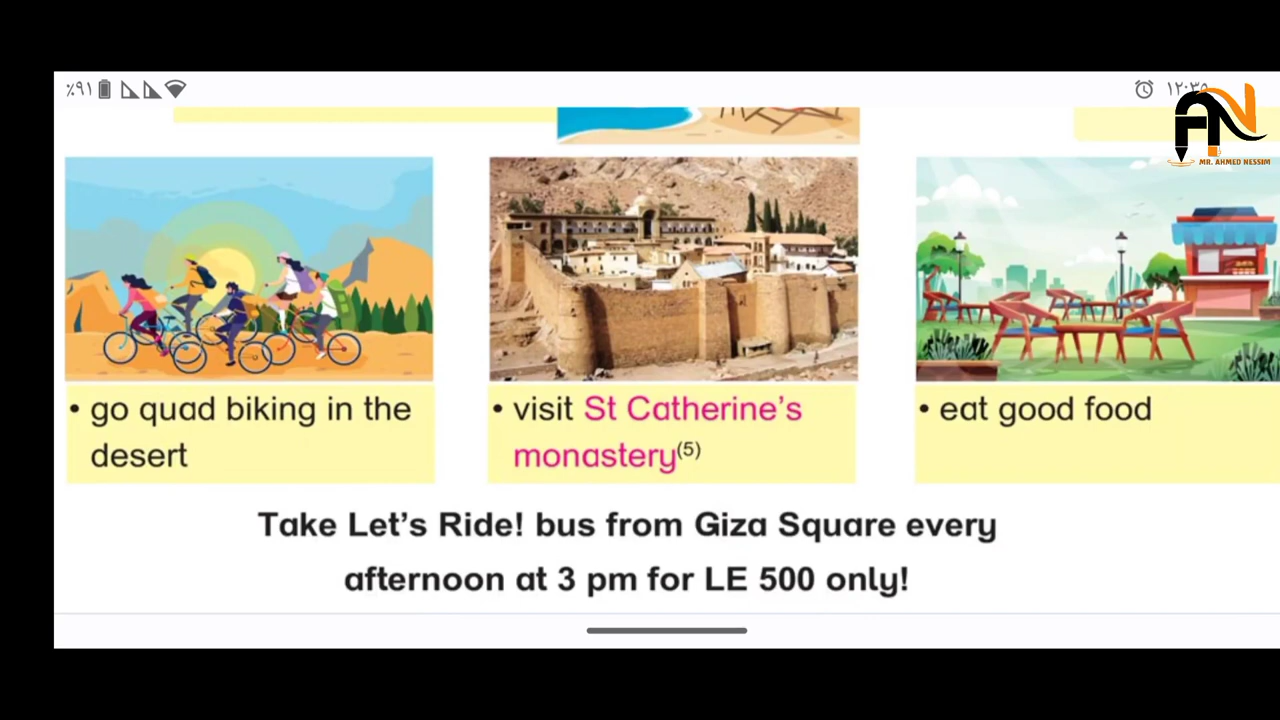 ٪٩١
١٢:٣٥
MR. AHMED NESSIM
• go quad biking in the
desert
• visit St Catherine's
monastery(5)
• eat good food
Take Let's Ride! bus from Giza Square every
afternoon at 3 pm for LE 500 only!